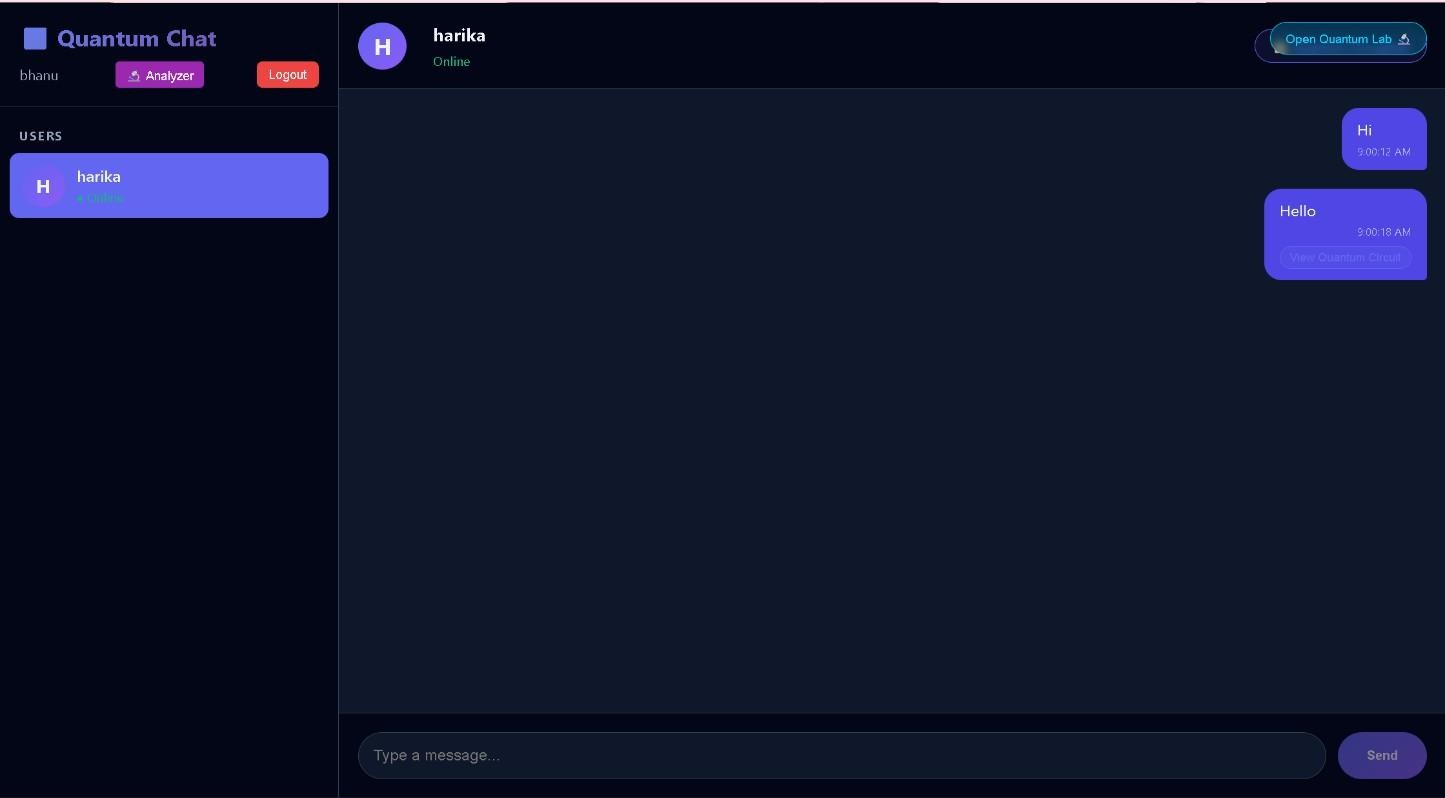 Quantum Chat
bhanu
Analyzer
Logout
USERS
H
harika
Online
H
harika
Online
Open Quantum Lab
Hi
9:00:12 AM
Hello
9:00:18 AM
View Quantum Circuit
Type a message...
Send